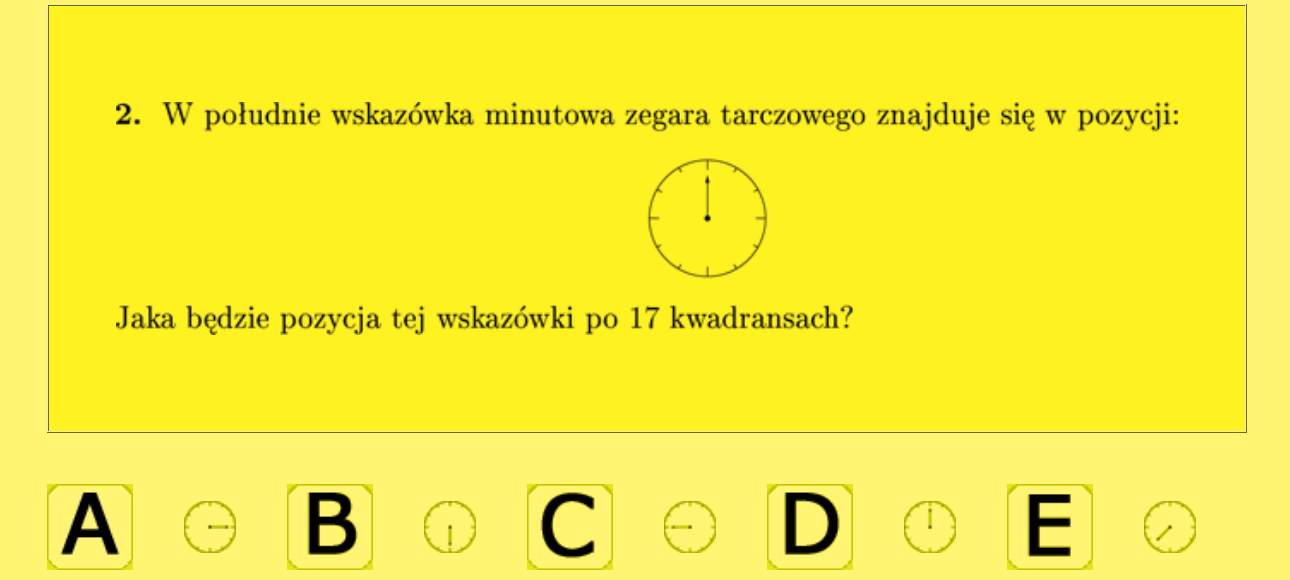 2. W południe wskazówka minutowa zegara tarczowego znajduje się w pozycji:
Jaka będzie pozycja tej wskazówki po 17 kwadransach?
A B C D E